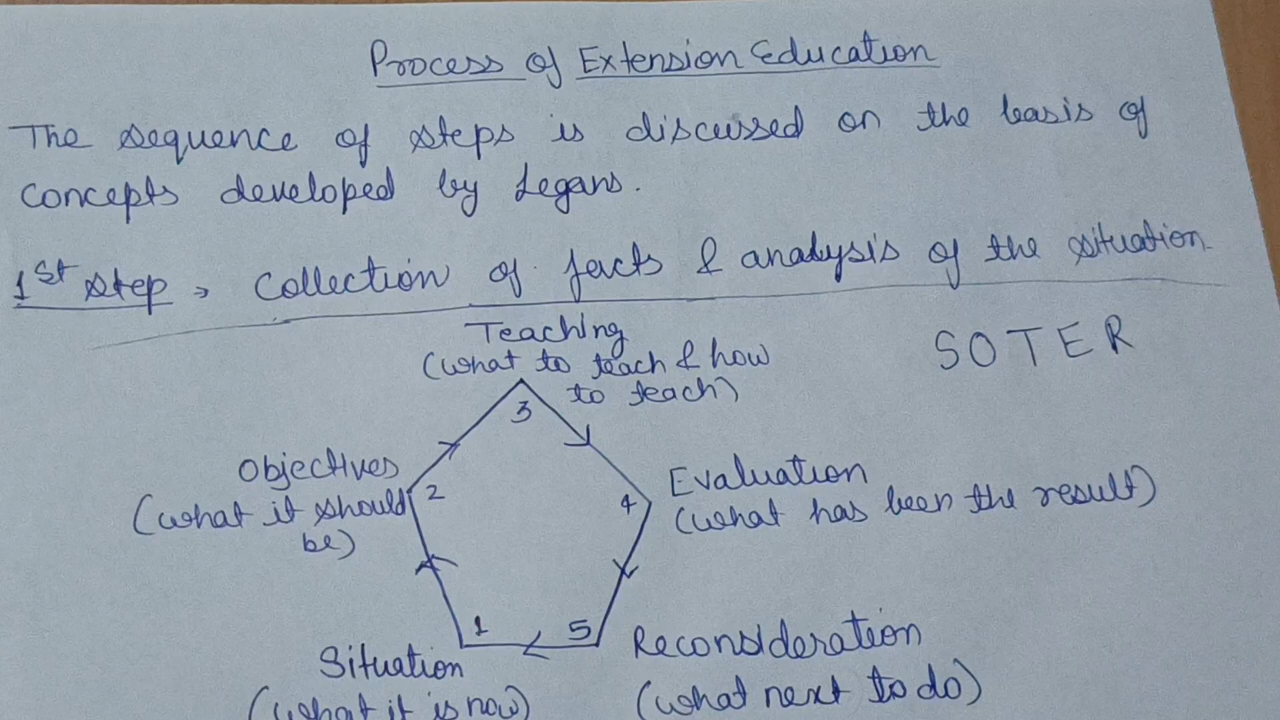 Process of Extension Education
The sequence of steps is discussed on the basis of
concepts developed by Legans.
1st step, collection of facts & analysis of the situation.
SOTER
Teaching
(what to teach & how
to teach)
3
Objectives
(what it should
be)
2
4
Evaluation
(what has been the result)
1
5
Situation
(what it is now)
Reconsideration
(what next to do)